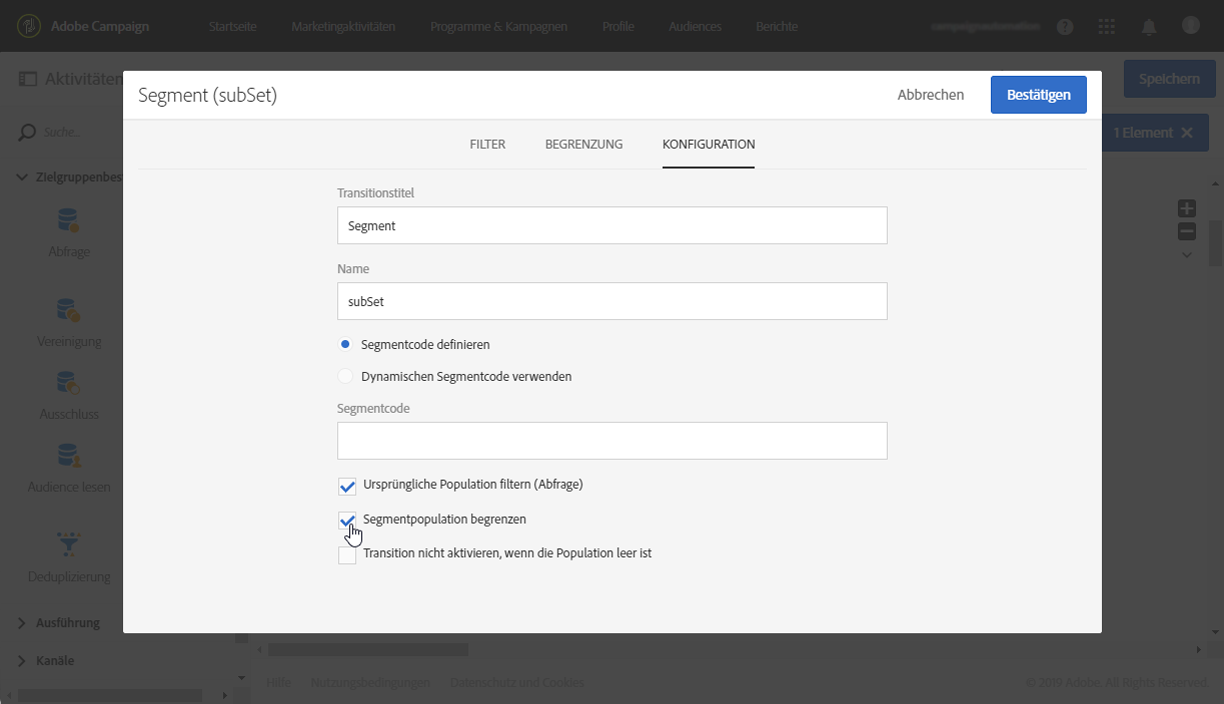 Adobe Campaign
Startseite
Marketingaktivitäten
Programme & Kampagnen
Profile
Audiences
Berichte
Aktivitäten
Speichern
Segment (subSet)
Abbrechen
Bestätigen
Suche...
1 Element
FILTER
BEGRENZUNG
KONFIGURATION
Zielgruppenbes
Abfrage
Vereinigung
Ausschluss
Audience lesen
Deduplizierung
Ausführung
Kanäle
Transitionstitel
Segment
Name
subSet
Segmentcode definieren
Dynamischen Segmentcode verwenden
Segmentcode
Ursprüngliche Population filtern (Abfrage)
Segmentpopulation begrenzen
Transition nicht aktivieren, wenn die Population leer ist
Hilfe
Nutzungsbedingungen
Datenschutz und Cookies
© 2019 Adobe. All Rights Reserved